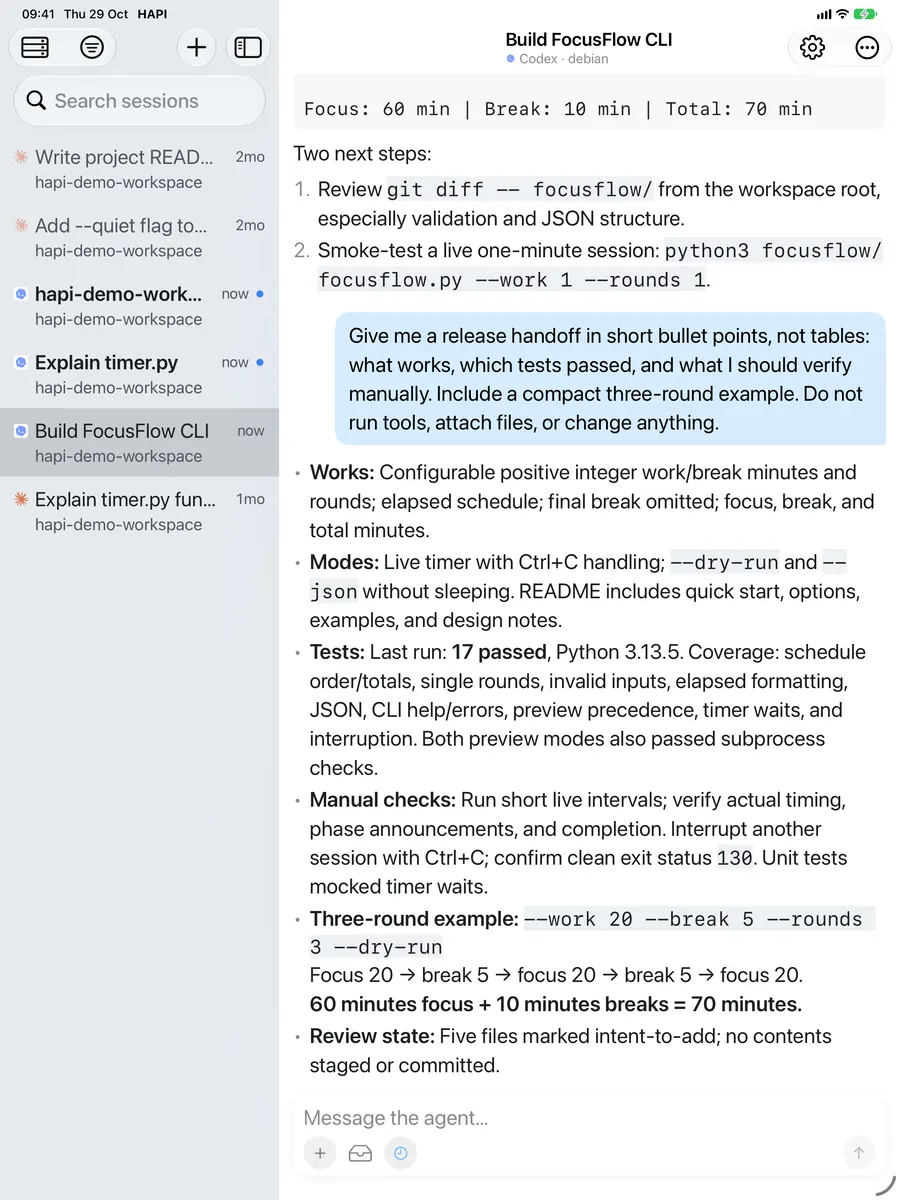 09:41 Thu 29 Oct HAPI
Search sessions
Write project READ... 2mo
hapi-demo-workspace
Add --quiet flag to... 2mo
hapi-demo-workspace
hapi-demo-work... now
hapi-demo-workspace
Explain timer.py now
hapi-demo-workspace
Build FocusFlow CLI now
hapi-demo-workspace
Explain timer.py fun... 1mo
hapi-demo-workspace
Build FocusFlow CLI
Codex · debian
Focus: 60 min | Break: 10 min | Total: 70 min
Two next steps:
1. Review git diff -- focusflow/ from the workspace root,
especially validation and JSON structure.
2. Smoke-test a live one-minute session: python3 focusflow/
focusflow.py --work 1 --rounds 1.
Give me a release handoff in short bullet points, not tables:
what works, which tests passed, and what I should verify
manually. Include a compact three-round example. Do not
run tools, attach files, or change anything.
• Works: Configurable positive integer work/break minutes and
rounds; elapsed schedule; final break omitted; focus, break, and
total minutes.
• Modes: Live timer with Ctrl+C handling; --dry-run and --
json without sleeping. README includes quick start, options,
examples, and design notes.
• Tests: Last run: 17 passed, Python 3.13.5. Coverage: schedule
order/totals, single rounds, invalid inputs, elapsed formatting,
JSON, CLI help/errors, preview precedence, timer waits, and
interruption. Both preview modes also passed subprocess
checks.
• Manual checks: Run short live intervals; verify actual timing,
phase announcements, and completion. Interrupt another
session with Ctrl+C; confirm clean exit status 130. Unit tests
mocked timer waits.
• Three-round example: --work 20 --break 5 --rounds
3 --dry-run
Focus 20 → break 5 → focus 20 → break 5 → focus 20.
60 minutes focus + 10 minutes breaks = 70 minutes.
• Review state: Five files marked intent-to-add; no contents
staged or committed.
Message the agent...